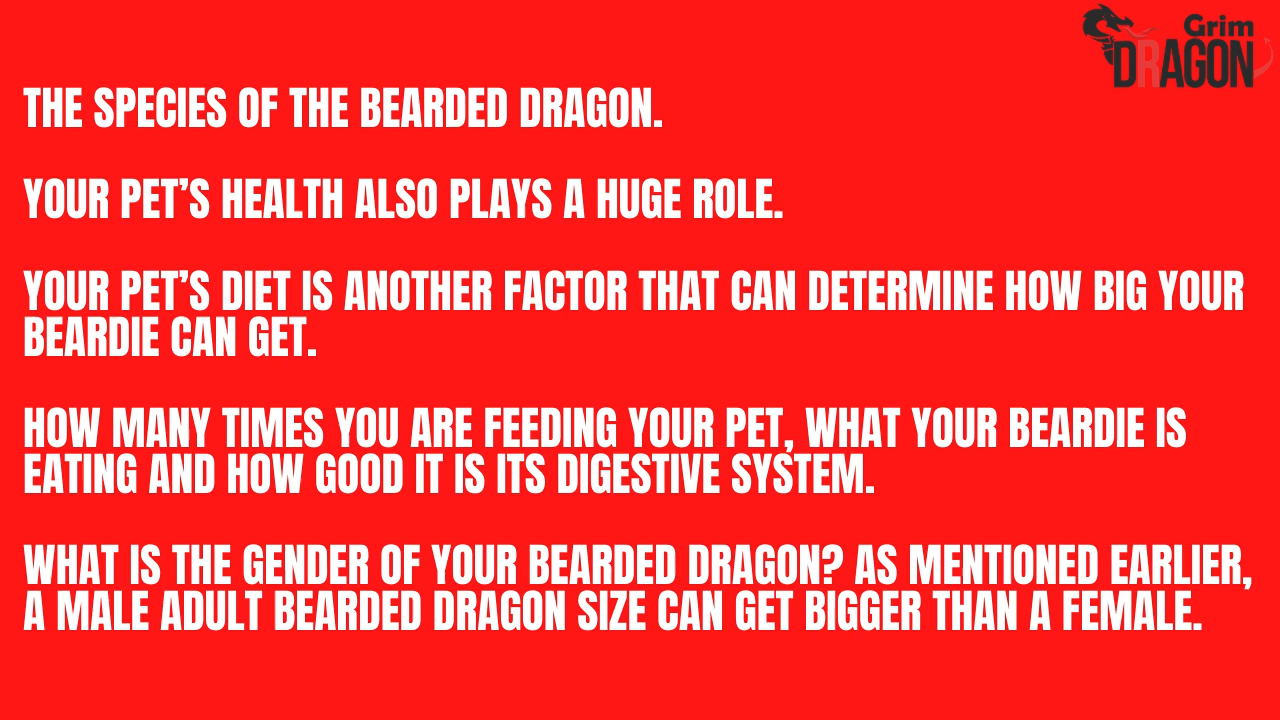 Grim
DRAGON
THE SPECIES OF THE BEARDED DRAGON.
YOUR PET’S HEALTH ALSO PLAYS A HUGE ROLE.
YOUR PET’S DIET IS ANOTHER FACTOR THAT CAN DETERMINE HOW BIG YOUR
BEARDIE CAN GET.
HOW MANY TIMES YOU ARE FEEDING YOUR PET, WHAT YOUR BEARDIE IS
EATING AND HOW GOOD IT IS ITS DIGESTIVE SYSTEM.
WHAT IS THE GENDER OF YOUR BEARDED DRAGON? AS MENTIONED EARLIER,
A MALE ADULT BEARDED DRAGON SIZE CAN GET BIGGER THAN A FEMALE.